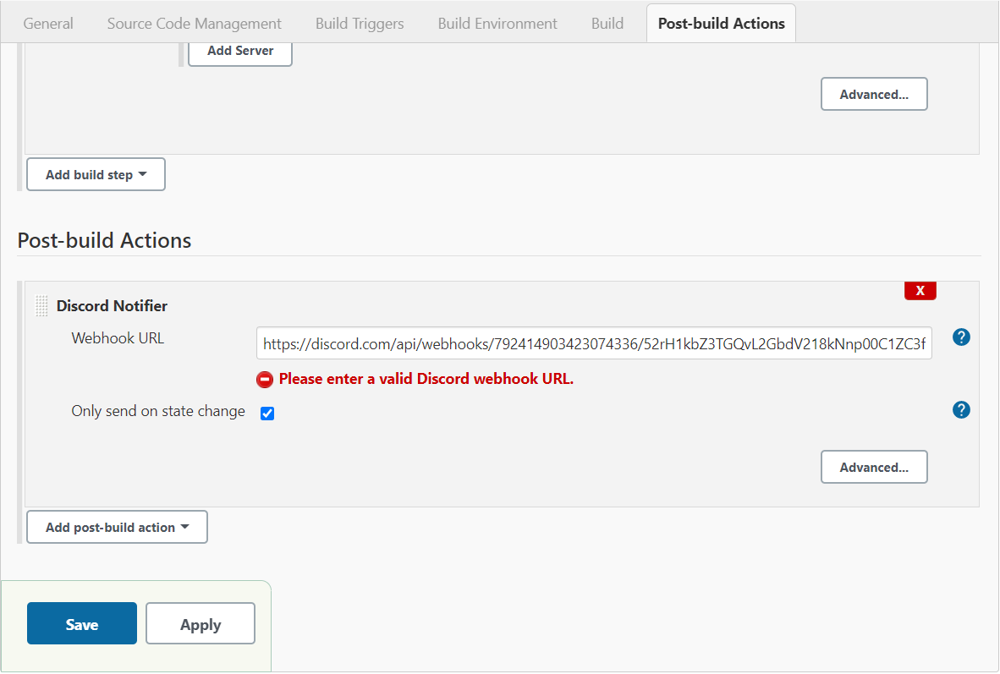 General Source Code Management Build Triggers Build Environment Build Post-build Actions
Add Server
Advanced...
Add build step
Post-build Actions
X
Discord Notifier
Webhook URL https://discord.com/api/webhooks/792414903423074336/52rH1kbZ3TGQvL2GbdV218kNnp00C1ZC3f ?
Please enter a valid Discord webhook URL.
Only send on state change ?
Advanced...
Add post-build action
Save Apply